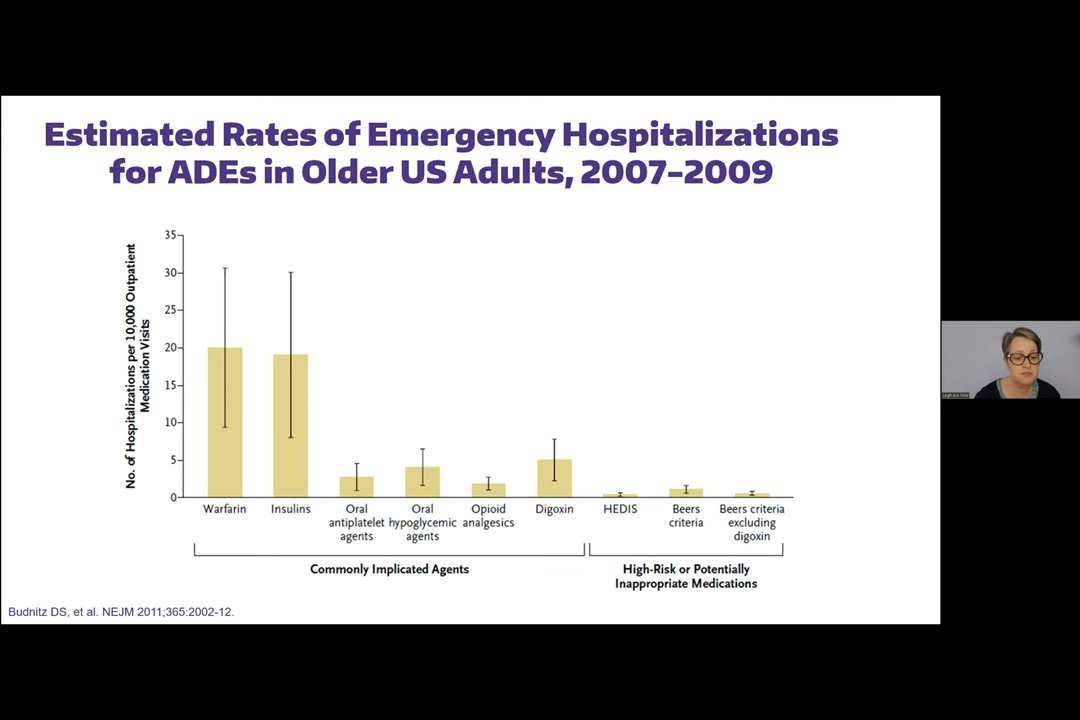 Estimated Rates of Emergency Hospitalizations
for ADEs in Older US Adults, 2007–2009
No. of Hospitalizations per 10,000 Outpatient
Medication Visits
35
30
25
20
15
10
5
0
Warfarin
Insulins
Oral
antiplatelet
agents
Oral
hypoglycemic
agents
Opioid
analgesics
Digoxin
HEDIS
Beers
criteria
Beers criteria
excluding
digoxin
Commonly Implicated Agents
High-Risk or Potentially
Inappropriate Medications
Budnitz DS, et al. NEJM 2011;365:2002-12.